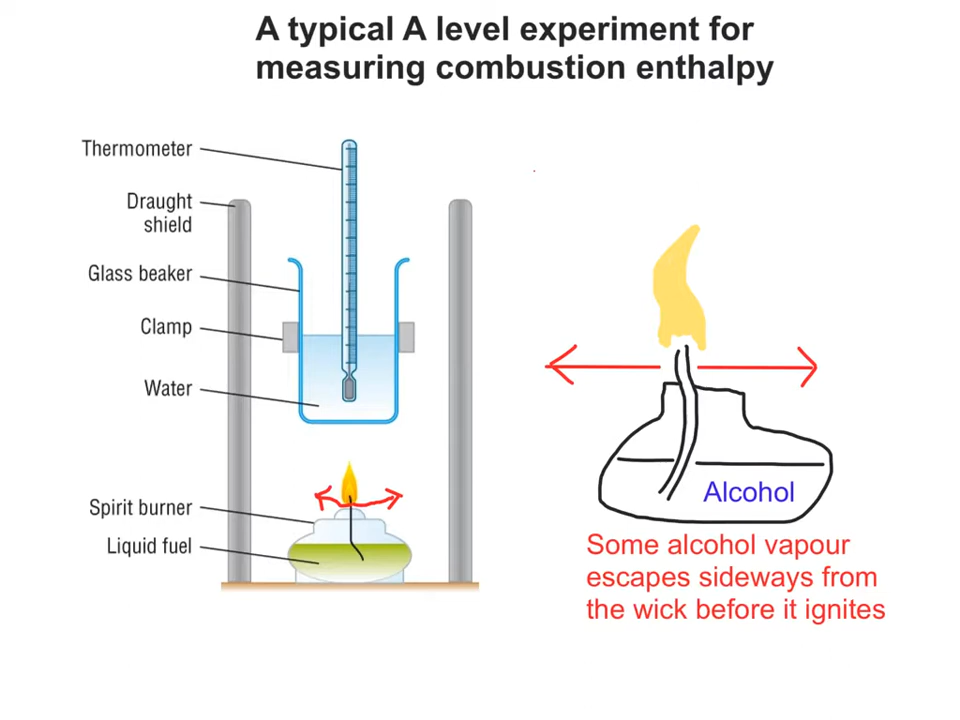 A typical A level experiment for
measuring combustion enthalpy
Thermometer
Draught
shield
Glass beaker
Clamp
Water
Spirit burner
Liquid fuel
Alcohol
Some alcohol vapour
escapes sideways from
the wick before it ignites